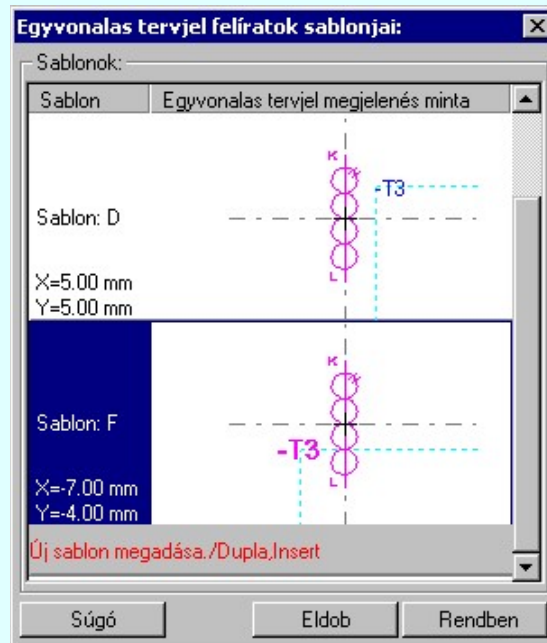 Egyvonalas tervjel felíratok sablonjai:
Sablonok:
Sablon Egyvonalas tervjel megjelenés minta
K
-T3
Sablon: D
L
X=5.00 mm
Y=5.00 mm
K
Sablon: F
-T3
L
X=-7.00 mm
Y=-4.00 mm
Új sablon megadása./Dupla,Insert
Súgó Eldob Rendben